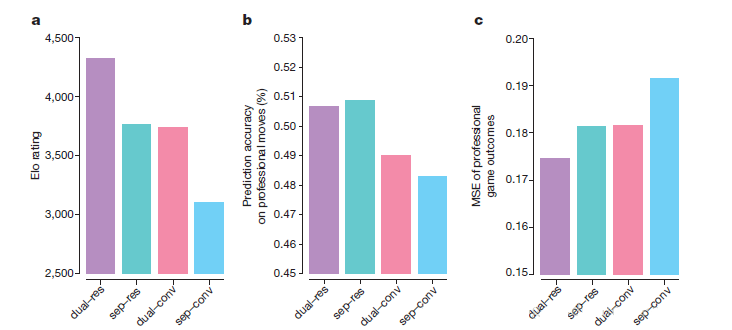 a
Elo rating
4,500
4,000
3,500
3,000
2,500
dual–res
sep–res
dual–conv
sep–conv
b
Prediction accuracy
on professional moves (%)
0.53
0.52
0.51
0.50
0.49
0.48
0.47
0.46
0.45
dual–res
sep–res
dual–conv
sep–conv
c
MSE of professional
game outcomes
0.20
0.19
0.18
0.17
0.16
0.15
dual–res
sep–res
dual–conv
sep–conv